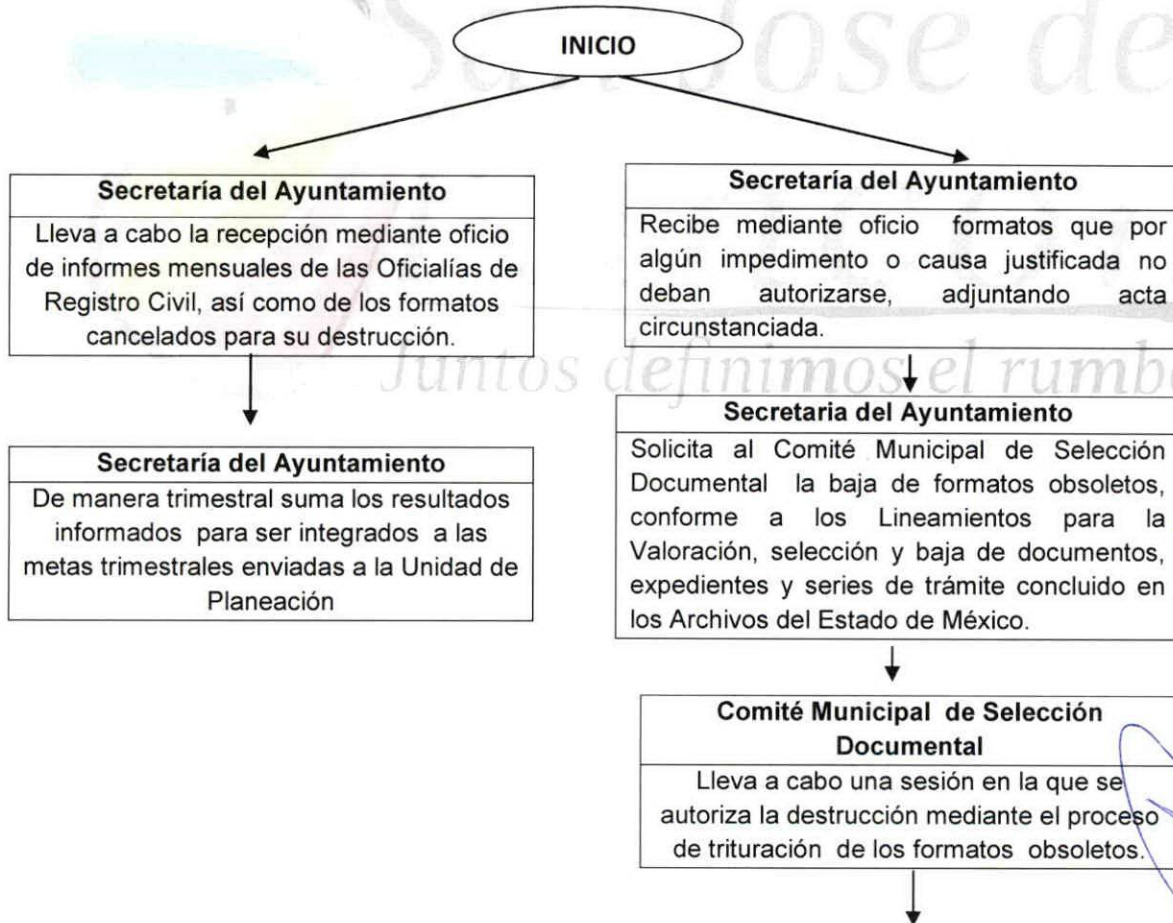 San Jose de
INICIO
Secretaría del Ayuntamiento
Lleva a cabo la recepción mediante oficio
de informes mensuales de las Oficialías de
Registro Civil, así como de los formatos
cancelados para su destrucción.
Secretaría del Ayuntamiento
De manera trimestral suma los resultados
informados para ser integrados a las
metas trimestrales enviadas a la Unidad de
Planeación
Secretaría del Ayuntamiento
Recibe mediante oficio formatos que por
algún impedimento o causa justificada no
deban autorizarse, adjuntando acta
circunstanciada.
Juntos definimos el rumb
Secretaria del Ayuntamiento
Solicita al Comité Municipal de Selección
Documental la baja de formatos obsoletos,
conforme a los Lineamientos para la
Valoración, selección y baja de documentos,
expedientes y series de trámite concluido en
los Archivos del Estado de México.
Comité Municipal de Selección
Documental
Lleva a cabo una sesión en la que se
autoriza la destrucción mediante el proceso
de trituración de los formatos obsoletos.